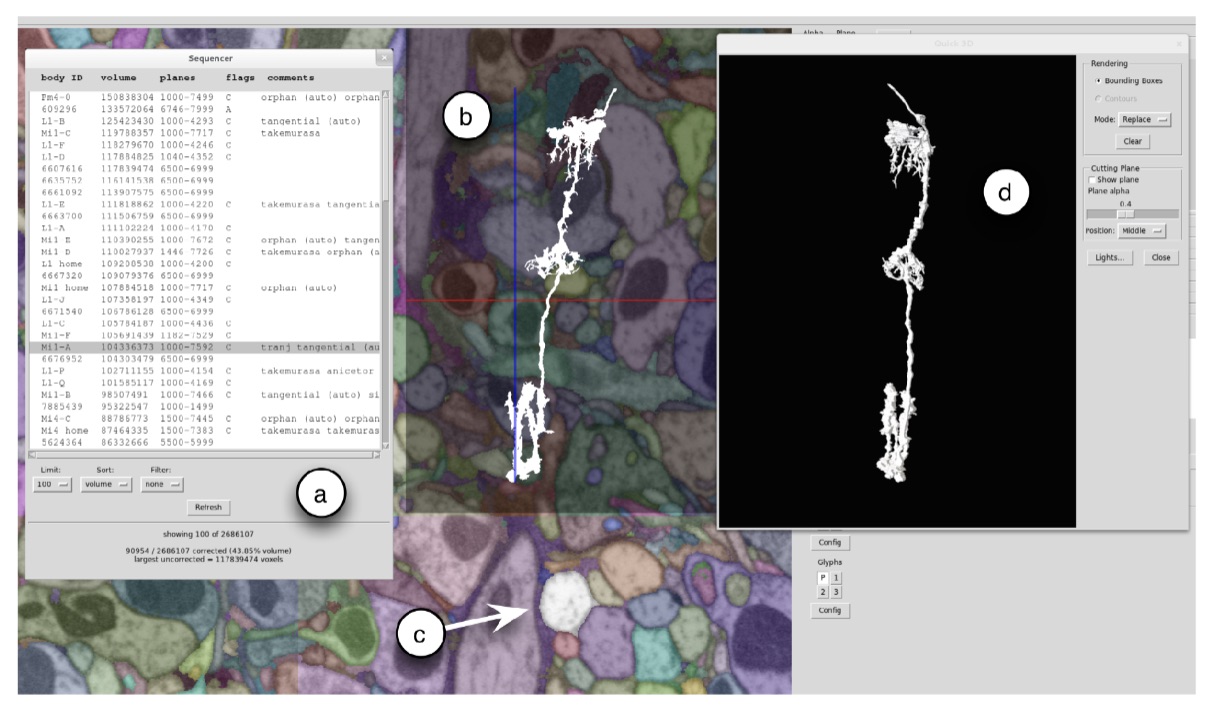 Alpha Plane
Sequencer
body ID volume planes flags comments
Pm4-0 150838304 1000-7499 C orphan (auto) orphan
609296 133572064 6746-7999 A
L1-B 125423430 1000-4293 C tangential (auto)
Mi1-C 119788357 1000-7717 C takemurasa
L1-F 118279670 1000-4246 C
L1-D 117884825 1040-4352 C
6607616 117839474 6500-6999
6635752 116141538 6500-6999
6661092 113907575 6500-6999
L1-E 111818862 1000-4220 C takemurasa tangentia
6663700 111506759 6500-6999
L1-A 111102224 1000-4170 C
Mi1 E 110390255 1000 7672 C orphan (auto) tangen
Mi1 D 110027937 1446 7726 C takemurasa orphan (a
L1 home 109200530 1000-4200 C
6667320 109079376 6500-6999
Mi1 home 107884518 1000-7717 C orphan (auto)
L1-J 107358197 1000-4349 C
6671540 106786128 6500-6999
L1-C 105784187 1000-4436 C
Mi1-F 105691439 1182-7529 C
Mi1-A 104336373 1000-7592 C tranj tangential (au
6676952 104303479 6500-6999
L1-P 102711155 1000-4154 C takemurasa anicetor
L1-Q 101585117 1000-4169 C
Mi1-B 98507491 1000-7466 C tangential (auto) si
7885439 95322547 1000-1499
Mi4-C 88786773 1500-7445 C orphan (auto) orphan
Mi4 home 87464335 1500-7383 C takemurasa takemuras
5624364 86332666 5500-5999
Limit: Sort: Filter:
100 volume none
Refresh
showing 100 of 2686107
90954 / 2686107 corrected (43.05% volume)
largest uncorrected = 117839474 voxels
a
b
c
Quick 3D
d
Rendering
Bounding Boxes
Contours
Mode: Replace
Clear
Cutting Plane
Show plane
Plane alpha
0.4
Position: Middle
Lights... Close
Config
Glyphs
P 1
2 3
Config